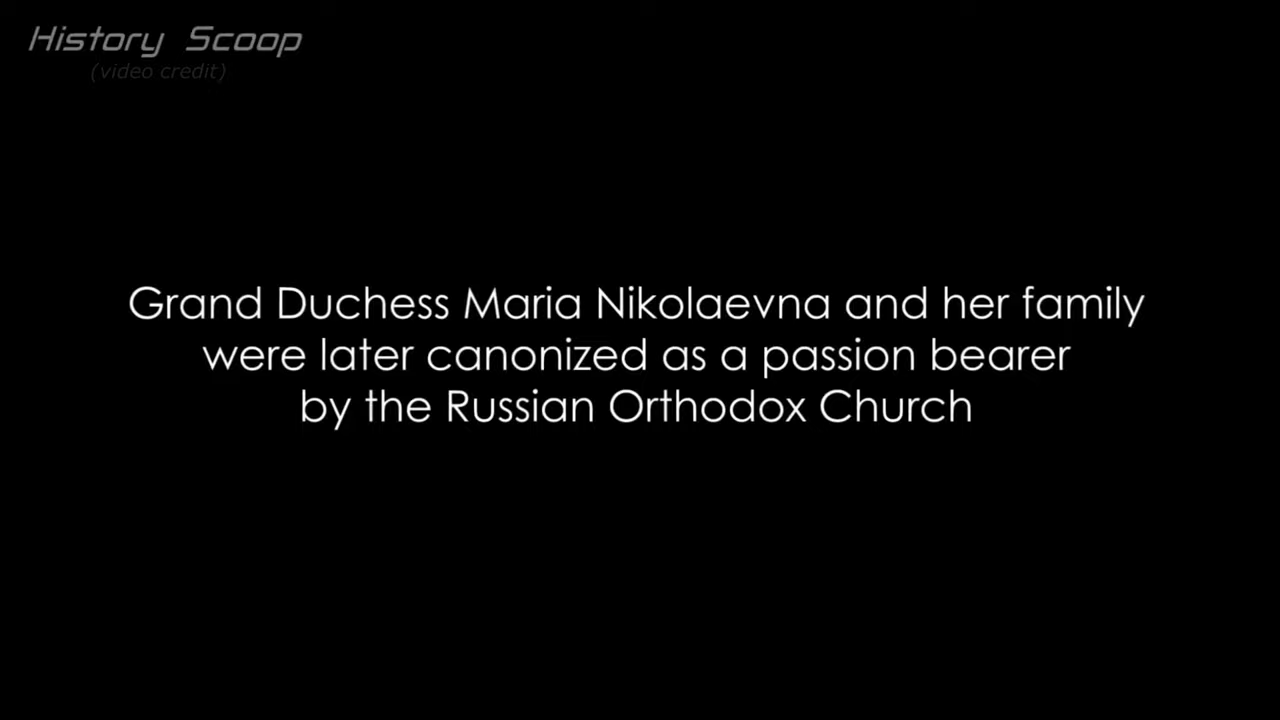 History Scoop
(video credit)
Grand Duchess Maria Nikolaevna and her family
were later canonized as a passion bearer
by the Russian Orthodox Church